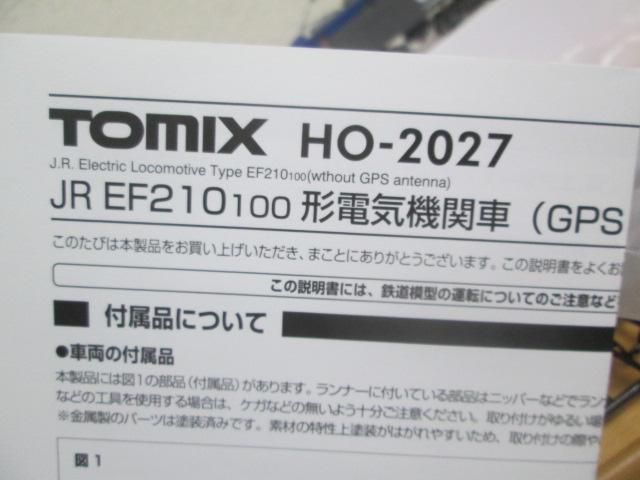 TOMIX HO-2027
J.R. Electric Locomotive Type EF210100(wthout GPS antenna)
JR EF210100 形電気機関車 (GPS
このたびは本製品をお買い上げいただき、まことにありがとうございます。この説明書をよくお
この説明書には、鉄道模型の運転についてのご注意など
■ 付属品について
●車両の付属品
本製品には図1の部品(付属品)があります。ランナーに付いている部品はニッパーなどでラン
などの工具を使用する場合は、ケガなどの無いよう十分ご注意ください。取り付けがゆるい場
※金属製のパーツは塗装済みです。素材の特性上塗装がはがれやすいため、取り付けの際や
図1